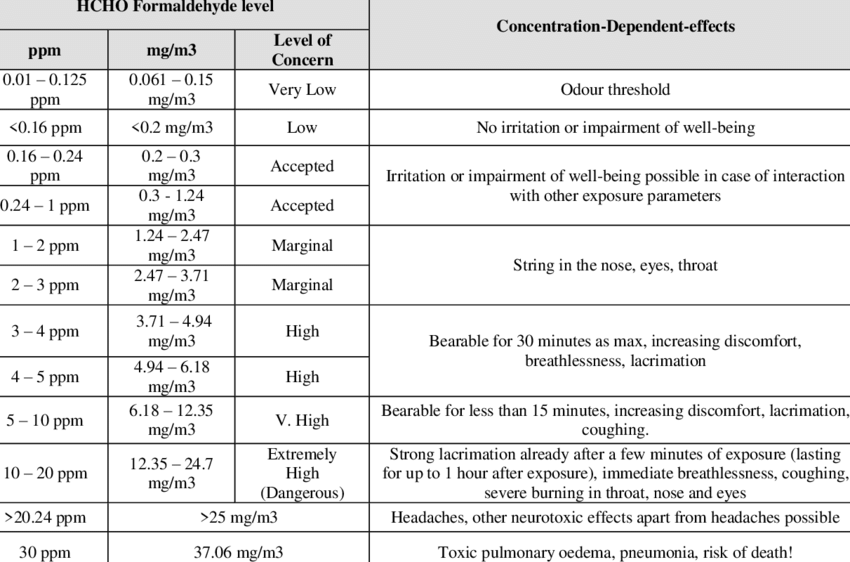 HCHO Formaldehyde level
Concentration-Dependent-effects
ppm
mg/m3
Level of
Concern
0.01 – 0.125
ppm
0.061 – 0.15
mg/m3
Very Low
Odour threshold
<0.16 ppm
<0.2 mg/m3
Low
No irritation or impairment of well-being
0.16 – 0.24
ppm
0.2 – 0.3
mg/m3
Accepted
Irritation or impairment of well-being possible in case of interaction
with other exposure parameters
0.24 – 1 ppm
0.3 - 1.24
mg/m3
Accepted
1 – 2 ppm
1.24 – 2.47
mg/m3
Marginal
String in the nose, eyes, throat
2 – 3 ppm
2.47 – 3.71
mg/m3
Marginal
3 – 4 ppm
3.71 – 4.94
mg/m3
High
Bearable for 30 minutes as max, increasing discomfort,
breathlessness, lacrimation
4 – 5 ppm
4.94 – 6.18
mg/m3
High
5 – 10 ppm
6.18 – 12.35
mg/m3
V. High
Bearable for less than 15 minutes, increasing discomfort, lacrimation,
coughing.
10 – 20 ppm
12.35 – 24.7
mg/m3
Extremely
High
(Dangerous)
Strong lacrimation already after a few minutes of exposure (lasting
for up to 1 hour after exposure), immediate breathlessness, coughing,
severe burning in throat, nose and eyes
>20.24 ppm
>25 mg/m3
Headaches, other neurotoxic effects apart from headaches possible
30 ppm
37.06 mg/m3
Toxic pulmonary oedema, pneumonia, risk of death!